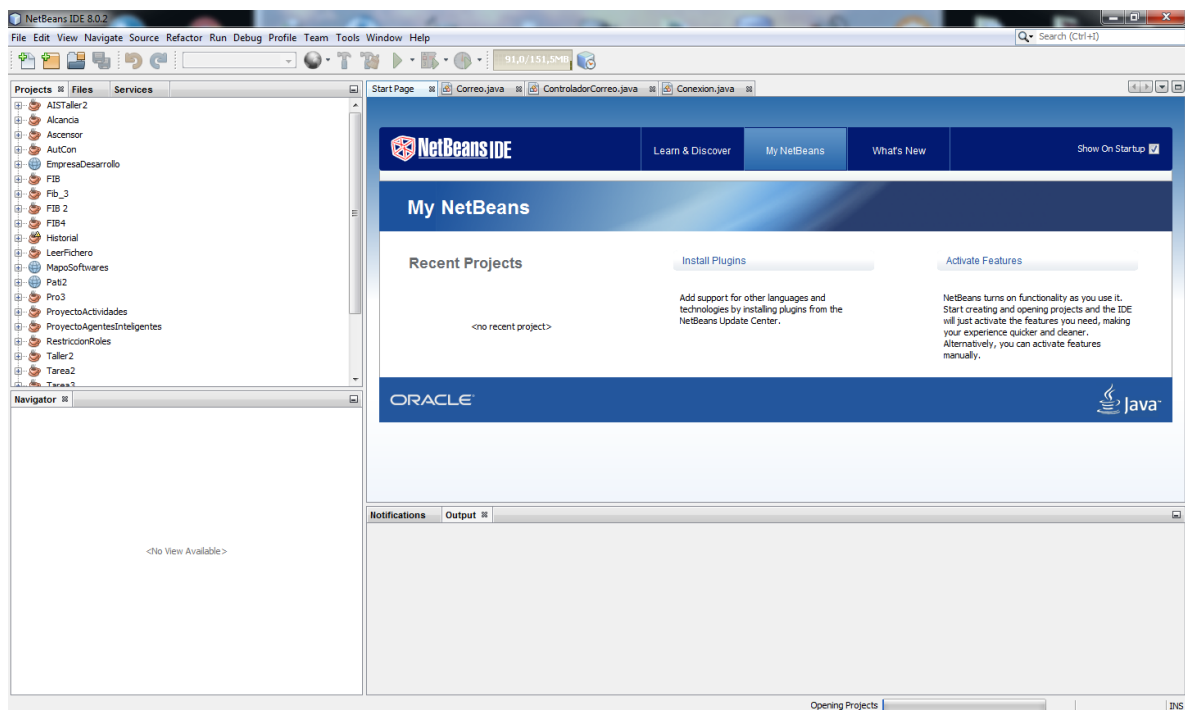 NetBeans IDE 8.0.2
File Edit View Navigate Source Refactor Run Debug Profile Team Tools Window Help
Search (Ctrl+I)
91,0/151,5MB
Projects Files Services
Start Page Correo.java ControladorCorreo.java Conexion.java
AISTaller2
Alcancia
Ascensor
AutCon
EmpresaDesarrollo
FIB
Fib_3
FIB 2
FIB4
Historial
LeerFichero
MapoSoftwares
Pati2
Pro3
ProyectoActividades
ProyectoAgentesInteligentes
RestriccionRoles
Taller2
Tarea2
Tarea3
NetBeans IDE
Learn & Discover My NetBeans What's New
Show On Startup
My NetBeans
Recent Projects
<no recent project>
Install Plugins
Add support for other languages and
technologies by installing plugins from the
NetBeans Update Center.
Activate Features
NetBeans turns on functionality as you use it.
Start creating and opening projects and the IDE
will just activate the features you need, making
your experience quicker and cleaner.
Alternatively, you can activate features
manually.
ORACLE
Java
Navigator
<No View Available>
Notifications Output
Opening Projects
INS